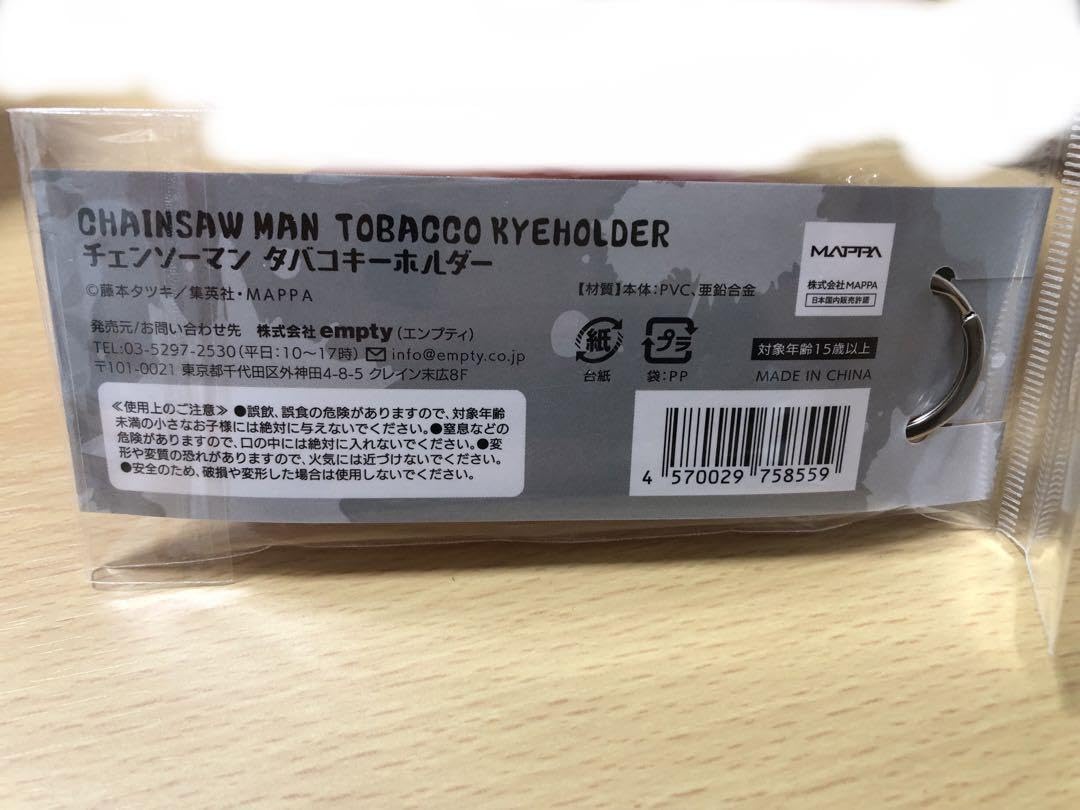 CHAINSAW MAN TOBACCO KYEHOLDER
チェンソーマン タバコキーホルダー
©藤本タツキ／集英社・MAPPA
【材質】本体：PVC、亜鉛合金
MAPPA
株式会社MAPPA
日本国内販売許諾
発売元/お問い合わせ先 株式会社empty（エンプティ）
TEL:03-5297-2530（平日：10～17時） info@empty.co.jp
〒101-0021 東京都千代田区外神田4-8-5 クレイン末広8F
紙
台紙
プラ
袋：PP
対象年齢15歳以上
MADE IN CHINA
≪使用上のご注意≫ ●誤飲、誤食の危険がありますので、対象年齢
未満の小さなお子様には絶対に与えないでください。●窒息などの
危険がありますので、口の中には絶対に入れないでください。●変
形や変質の恐れがありますので、火気には近づけないでください。
●安全のため、破損や変形した場合は使用しないでください。
4 570029 758559